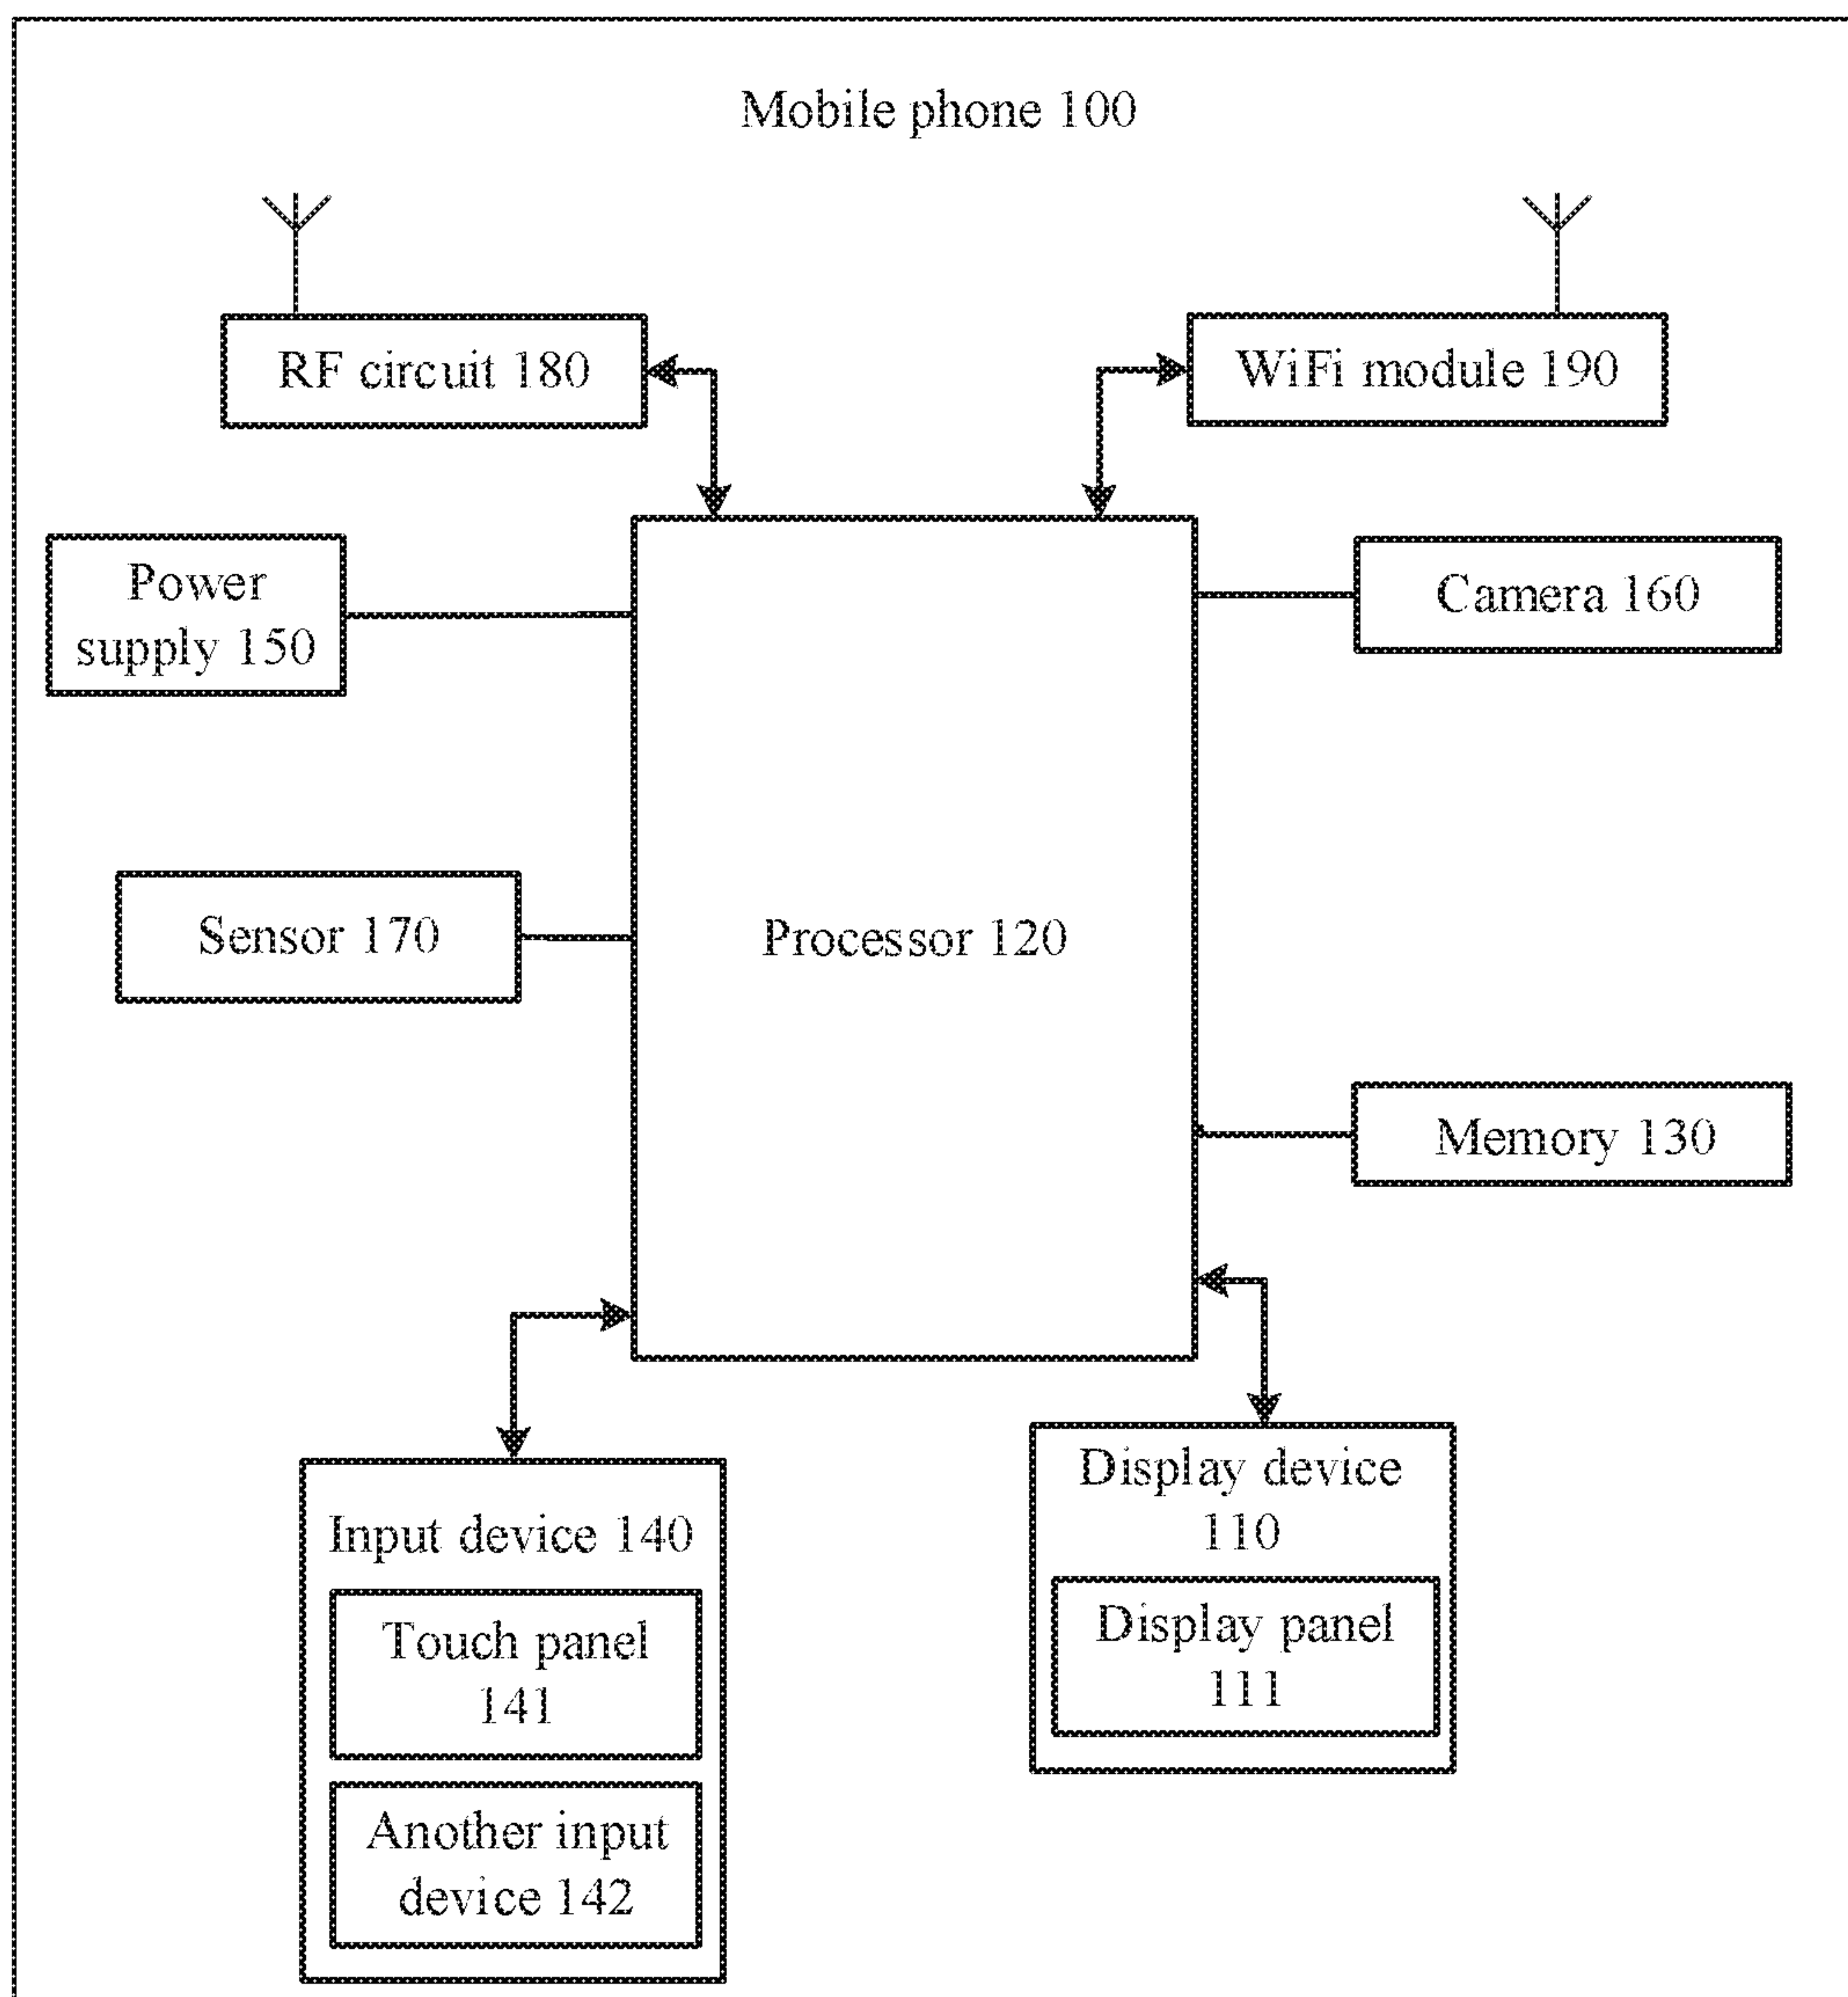 Mobile phone 100
RF circuit 180
WiFi module 190
Power
supply 150
Camera 160
Sensor 170
Processor 120
Memory 130
Input device 140
Touch panel
141
Another input
device 142
Display device
110
Display panel
111